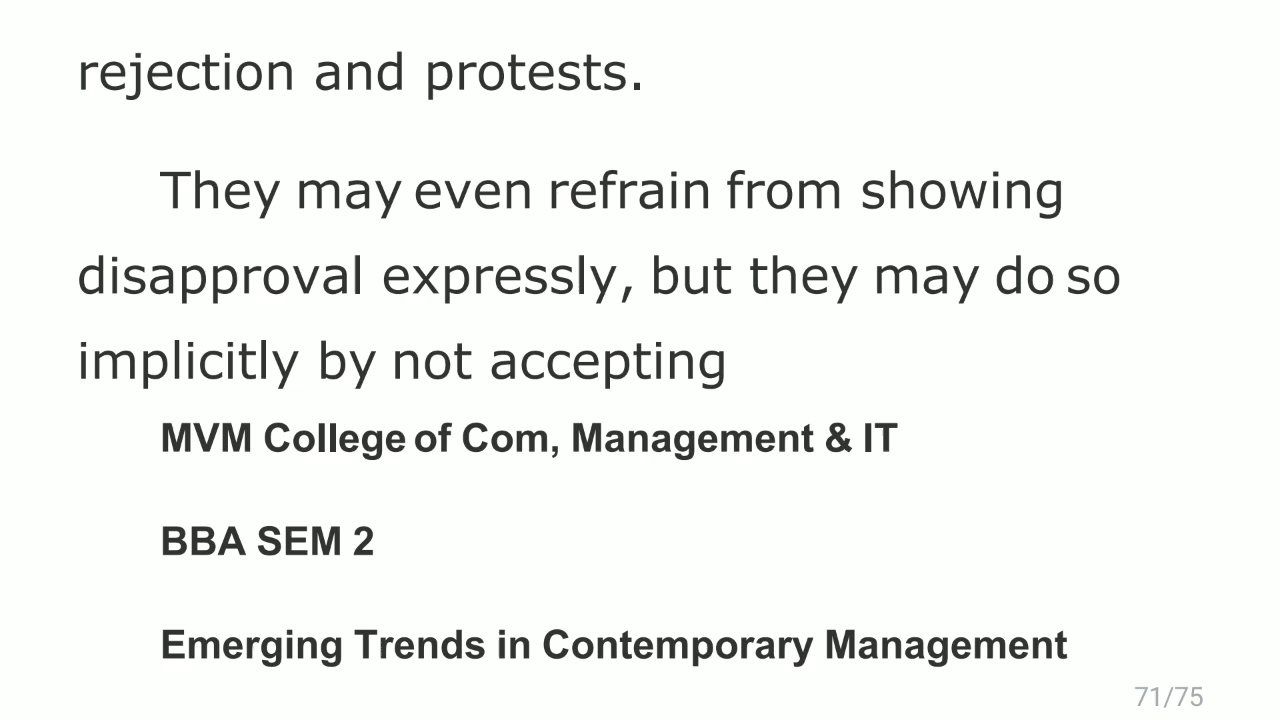 rejection and protests.
They may even refrain from showing
disapproval expressly, but they may do so
implicitly by not accepting
MVM College of Com, Management & IT
BBA SEM 2
Emerging Trends in Contemporary Management
71/75